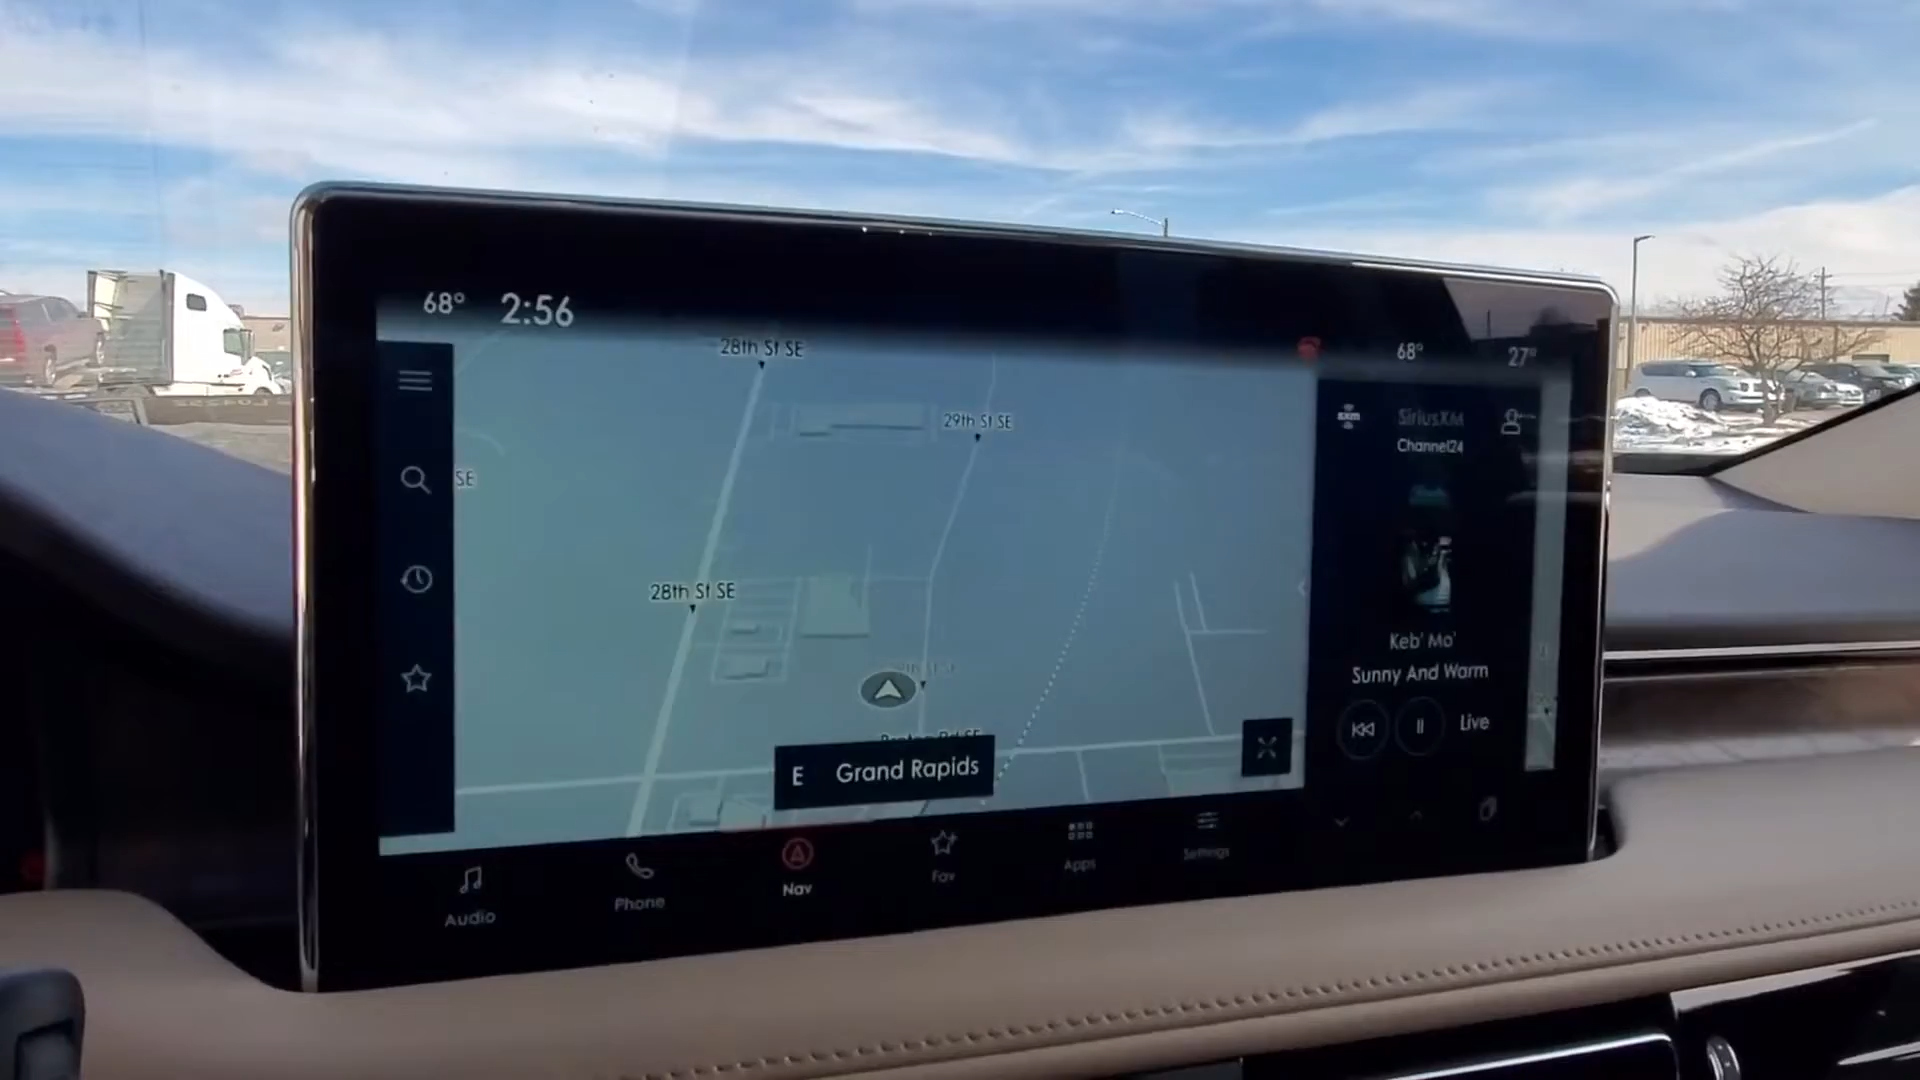 68° 2:56
68° 27°
28th St SE
29th St SE
SE
28th St SE
E Grand Rapids
SiriusXM
Channel24
Keb' Mo'
Sunny And Warm
Live
Audio
Phone
Nav
Fav
Apps
Settings